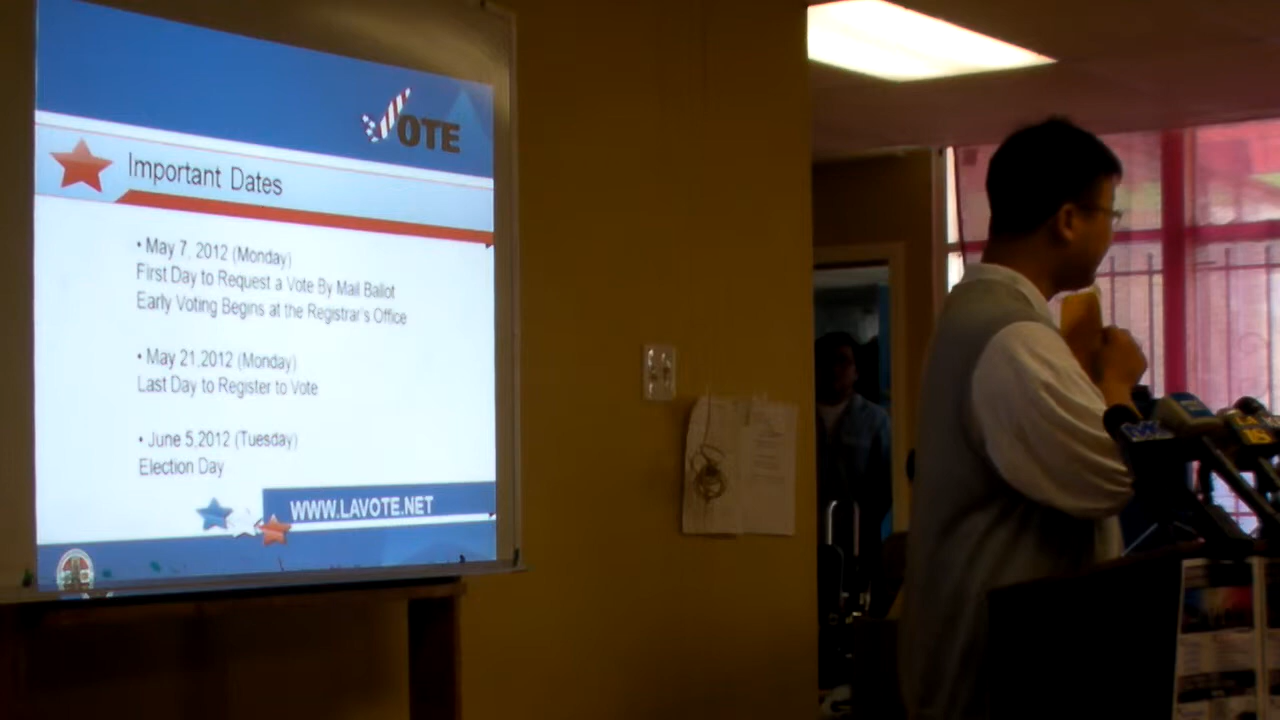 VOTE
Important Dates
• May 7, 2012 (Monday)
First Day to Request a Vote By Mail Ballot
Early Voting Begins at the Registrar's Office
• May 21,2012 (Monday)
Last Day to Register to Vote
• June 5,2012 (Tuesday)
Election Day
WWW.LAVOTE.NET